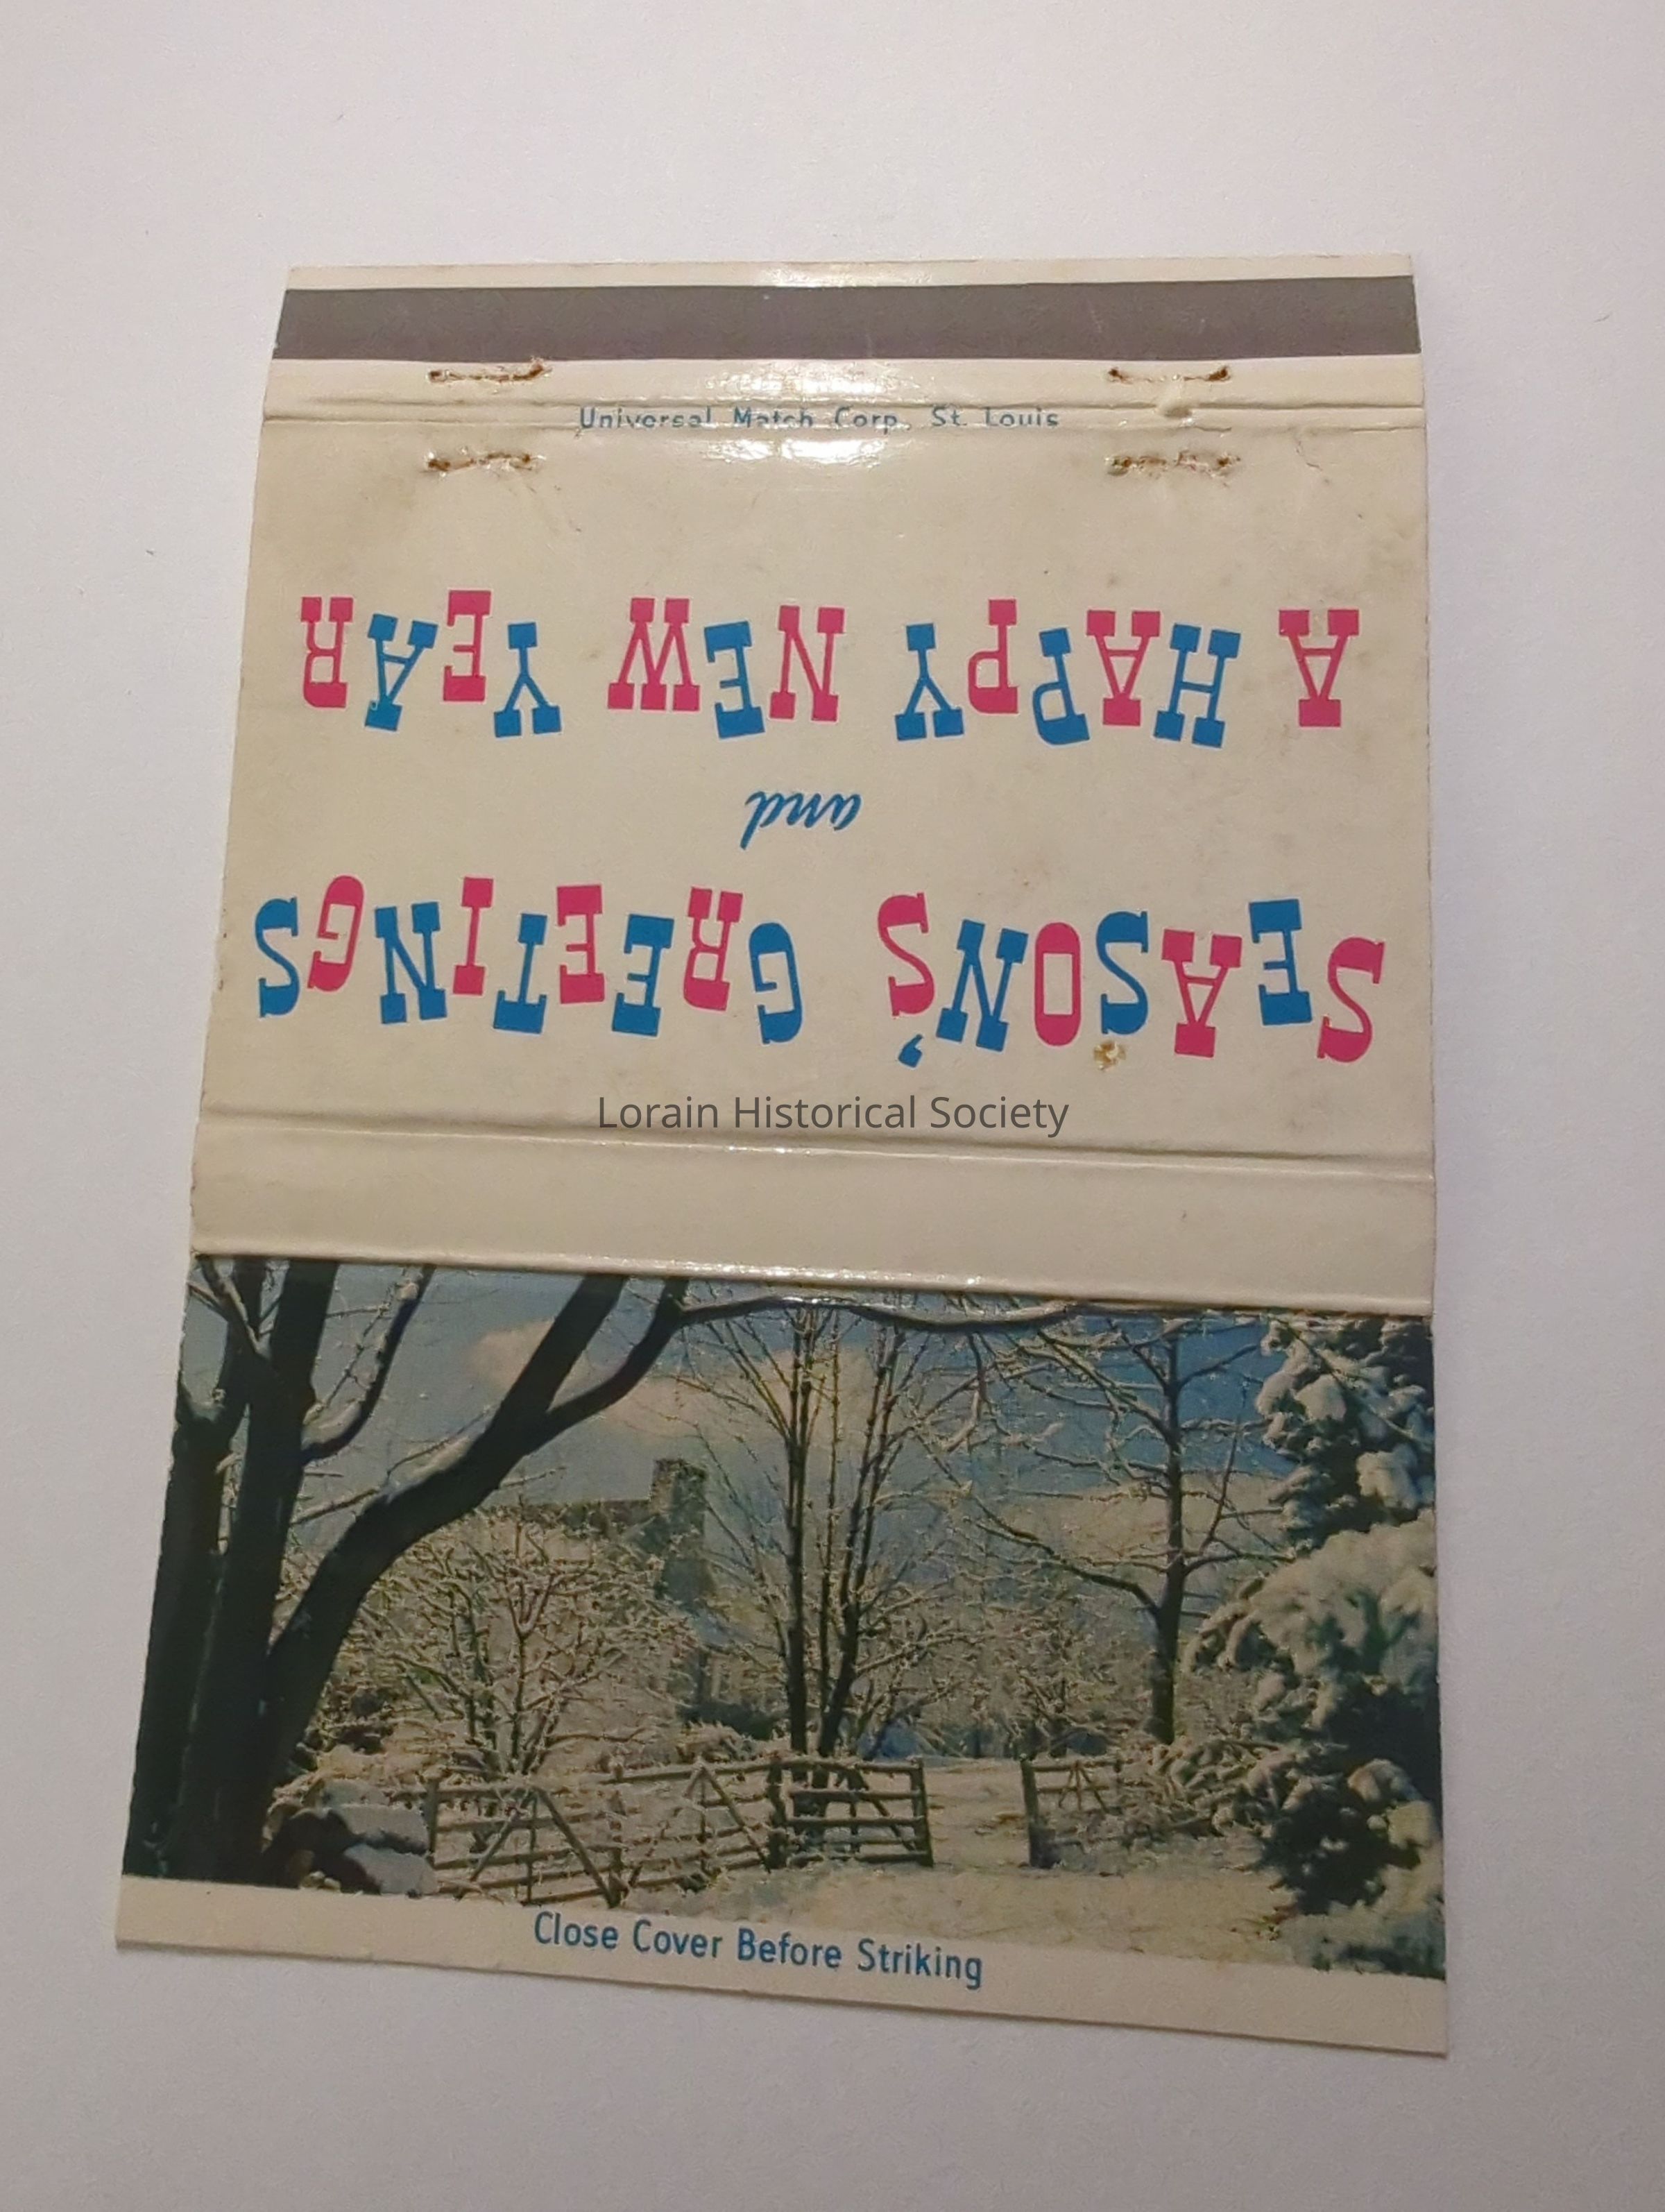 Universal Match Corp., St. Louis
SEASON'S GREETINGS
and
A HAPPY NEW YEAR
Lorain Historical Society
Close Cover Before Striking